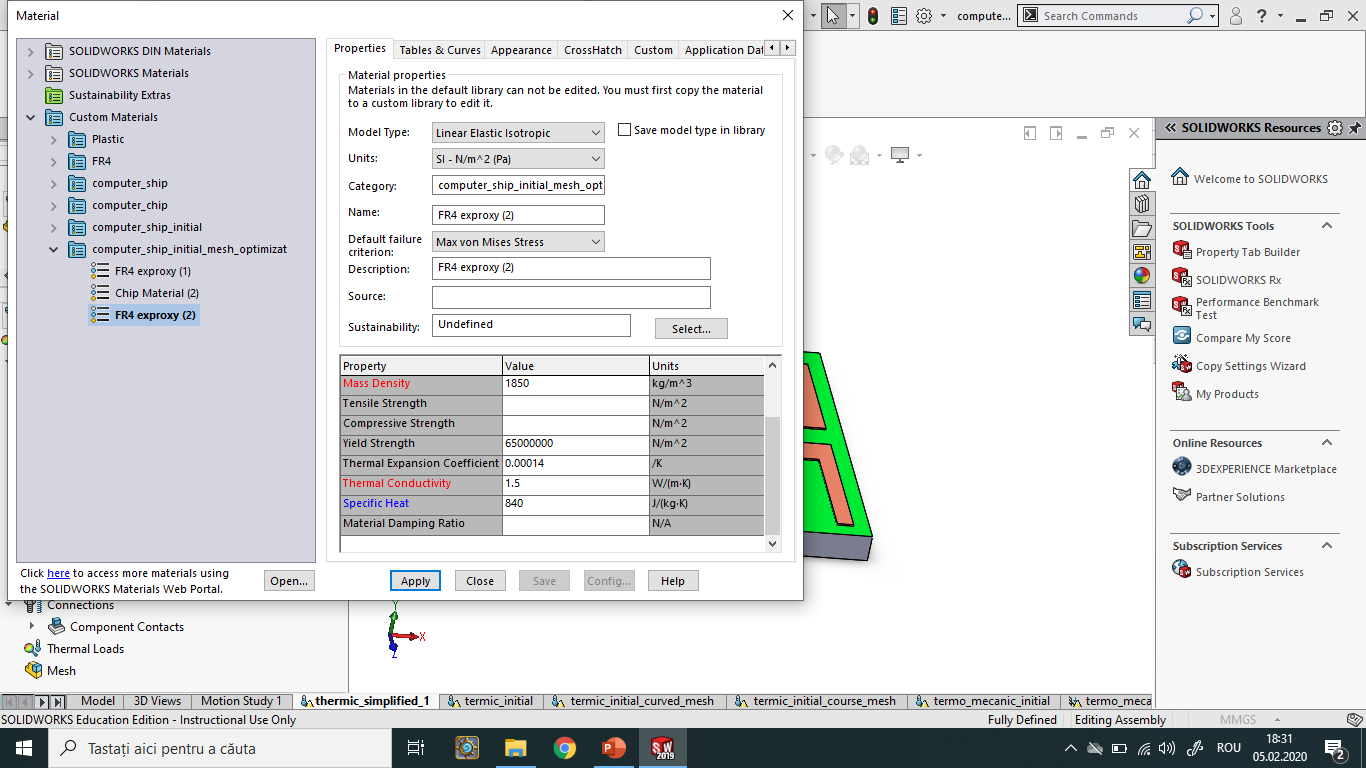 Material
SOLIDWORKS DIN Materials
SOLIDWORKS Materials
Sustainability Extras
Custom Materials
Plastic
FR4
computer_ship
computer_chip
computer_ship_initial
computer_ship_initial_mesh_optimizat
FR4 exproxy (1)
Chip Material (2)
FR4 exproxy (2)
Click here to access more materials using
the SOLIDWORKS Materials Web Portal.
Open...
Properties Tables & Curves Appearance CrossHatch Custom Application Dat
Material properties
Materials in the default library can not be edited. You must first copy the material
to a custom library to edit it.
Model Type: Linear Elastic Isotropic Save model type in library
Units: SI - N/m^2 (Pa)
Category: computer_ship_initial_mesh_opt
Name: FR4 exproxy (2)
Default failure
criterion: Max von Mises Stress
Description: FR4 exproxy (2)
Source:
Sustainability: Undefined Select...
Property Value Units
Mass Density 1850 kg/m^3
Tensile Strength N/m^2
Compressive Strength N/m^2
Yield Strength 65000000 N/m^2
Thermal Expansion Coefficient 0.00014 /K
Thermal Conductivity 1.5 W/(m·K)
Specific Heat 840 J/(kg·K)
Material Damping Ratio N/A
Apply Close Save Config... Help
compute...
Search Commands
?
SOLIDWORKS Resources
Welcome to SOLIDWORKS
SOLIDWORKS Tools
Property Tab Builder
SOLIDWORKS Rx
Performance Benchmark
Test
Compare My Score
Copy Settings Wizard
My Products
Online Resources
3DEXPERIENCE Marketplace
Partner Solutions
Subscription Services
Subscription Services
Connections
Component Contacts
Thermal Loads
Mesh
Y
X
Z
Model 3D Views Motion Study 1 thermic_simplified_1 termic_initial termic_initial_curved_mesh termic_initial_course_mesh termo_mecanic_initial termo_meca
SOLIDWORKS Education Edition - Instructional Use Only
Fully Defined Editing Assembly MMGS
Tastați aici pentru a căuta
SW
2019
ROU
18:31
05.02.2020
2